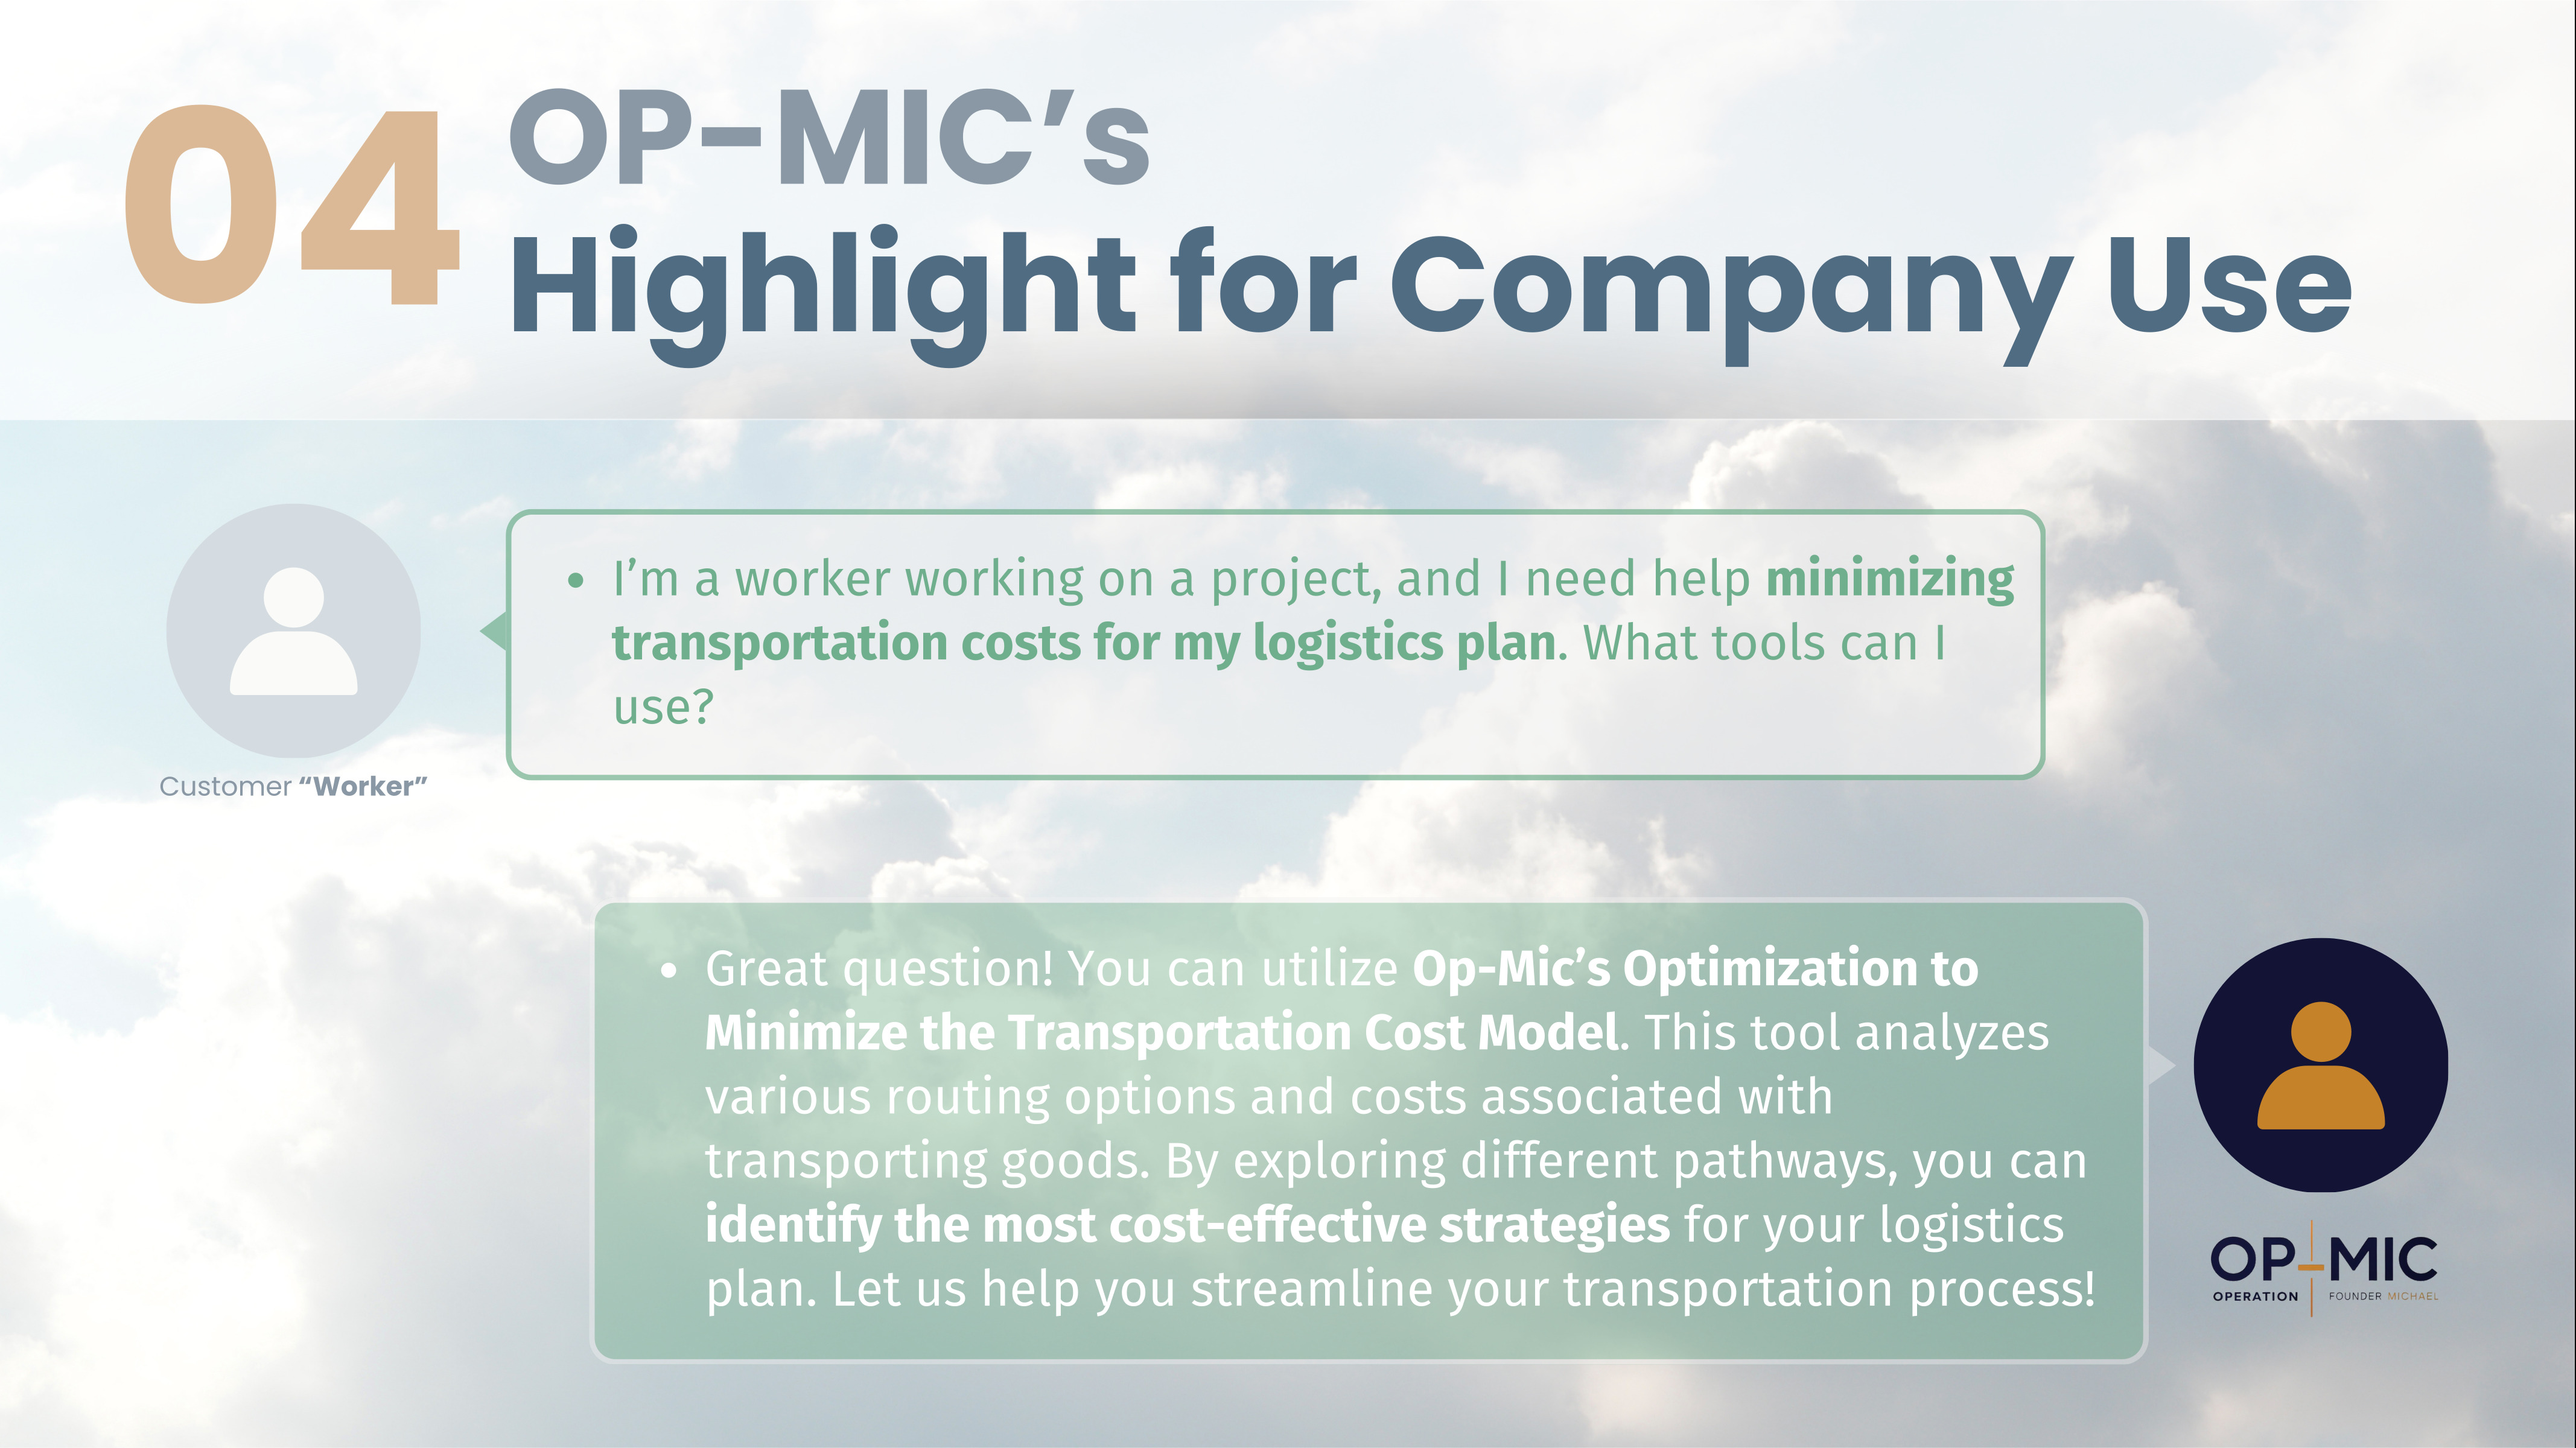 04
OP-MIC’s
Highlight for Company Use
• I’m a worker working on a project, and I need help minimizing
transportation costs for my logistics plan. What tools can I
use?
Customer “Worker”
• Great question! You can utilize Op-Mic’s Optimization to
Minimize the Transportation Cost Model. This tool analyzes
various routing options and costs associated with
transporting goods. By exploring different pathways, you can
identify the most cost-effective strategies for your logistics
plan. Let us help you streamline your transportation process!
OP-MIC
OPERATION FOUNDER MICHAEL